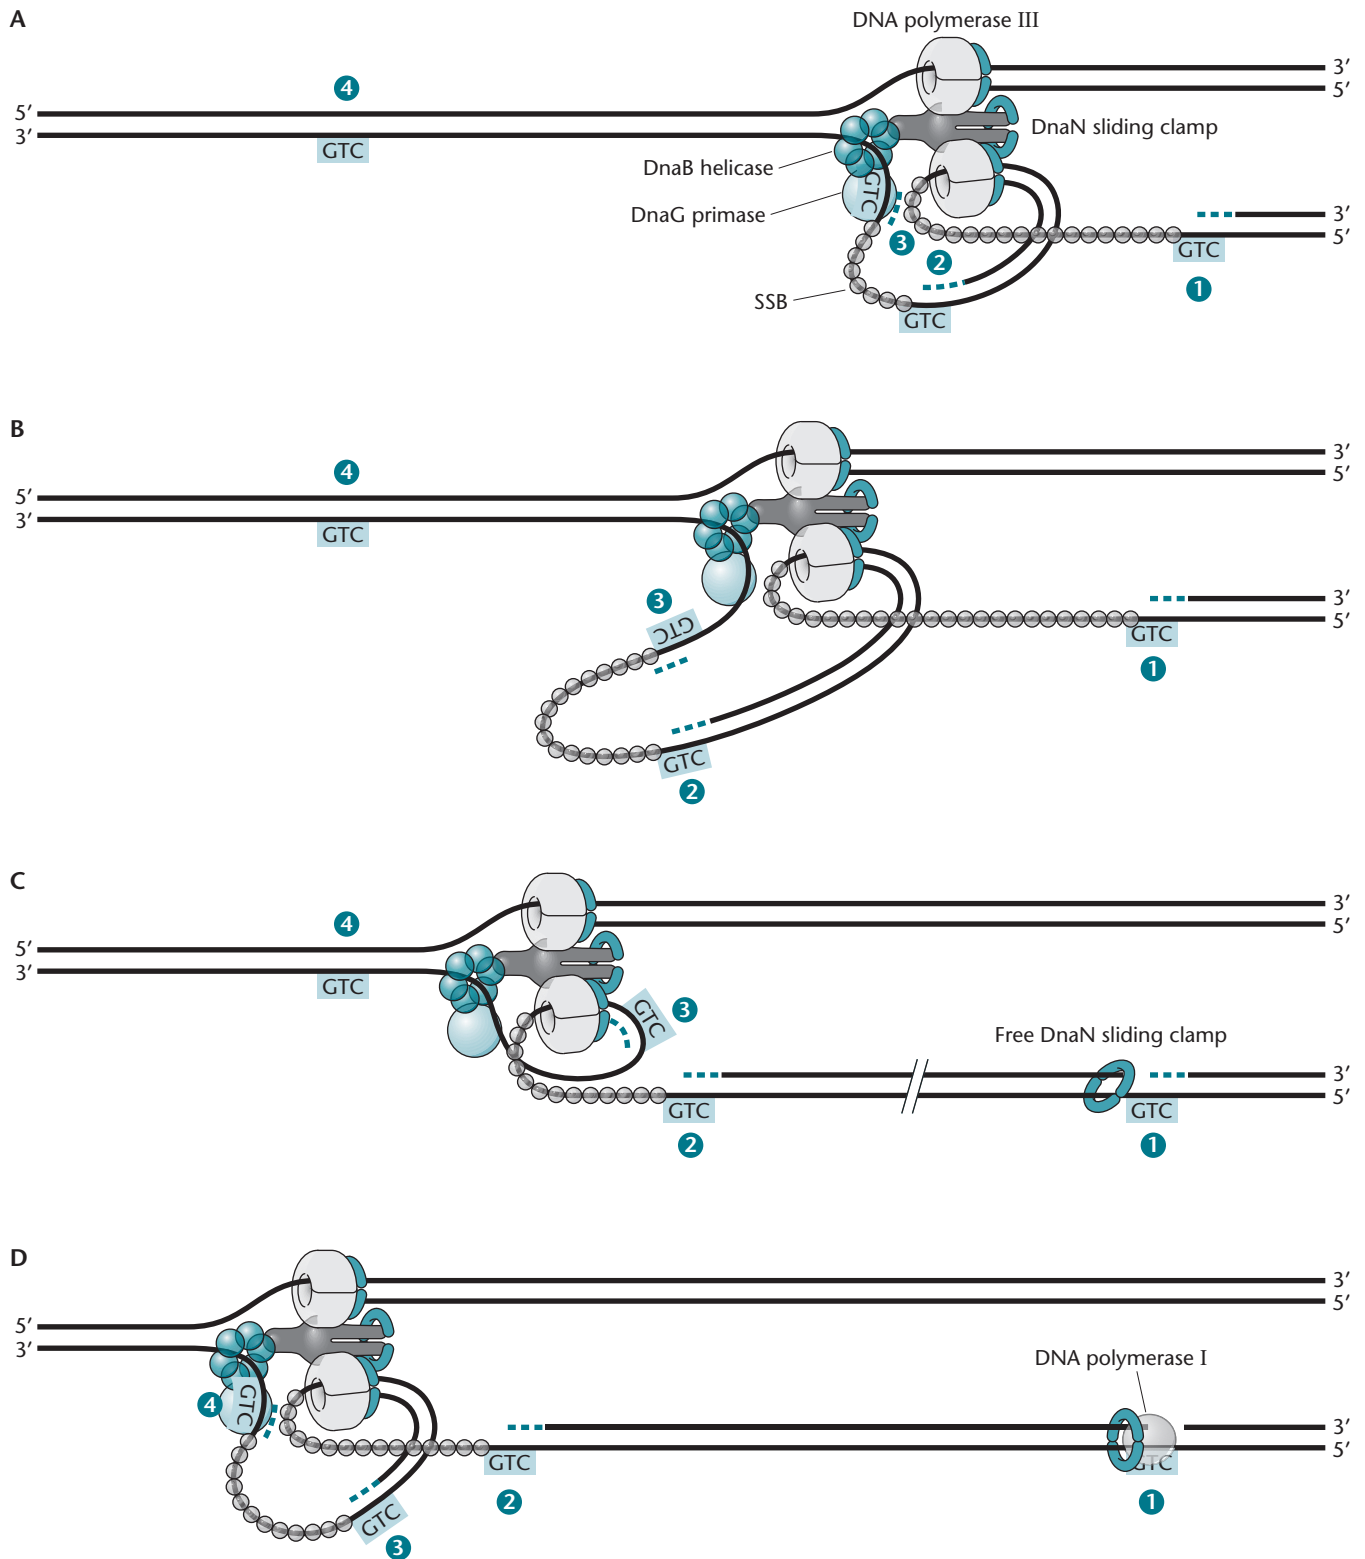 A
DNA polymerase III
3′
5′
4
5′
3′
GTC
DnaN sliding clamp
DnaB helicase
GTC
DnaG primase
3
2
3′
5′
GTC
1
SSB
GTC
B
3′
5′
4
5′
3′
GTC
3
GTC
3′
5′
GTC
1
GTC
2
C
3′
5′
4
5′
3′
GTC
GTC
3
Free DnaN sliding clamp
3′
5′
GTC
GTC
2
1
D
3′
5′
5′
3′
DNA polymerase I
4
GTC
3′
5′
GTC
GTC
2
1
GTC
3